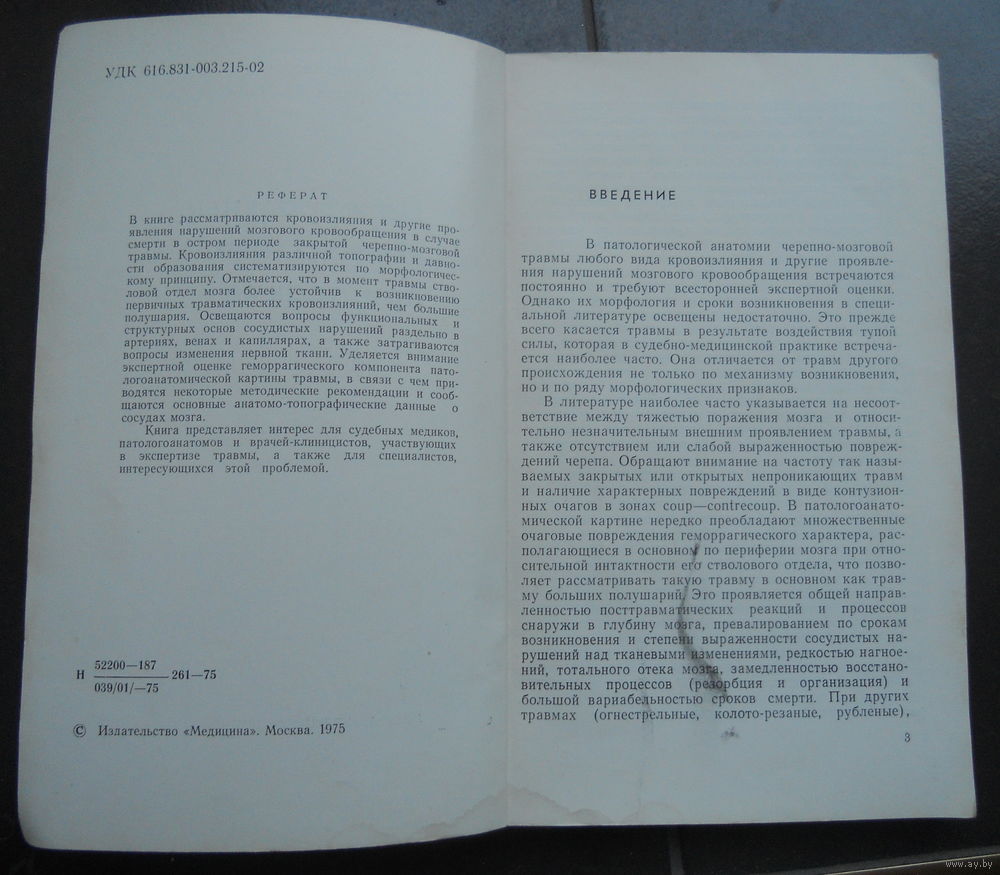 УДК 616.831-003.215-02
РЕФЕРАТ
В книге рассматриваются кровоизлияния и другие про-
явления нарушений мозгового кровообращения в случае
смерти в остром периоде закрытой черепно-мозговой
травмы. Кровоизлияния различной топографии и давно-
сти образования систематизируются по морфологичес-
кому принципу. Отмечается, что в момент травмы ство-
ловой отдел мозга более устойчив к возникновению
первичных травматических кровоизлияний, чем большие
полушария. Освещаются вопросы функциональных и
структурных основ сосудистых нарушений раздельно в
артериях, венах и капиллярах, а также затрагиваются
вопросы изменения нервной ткани. Уделяется внимание
экспертной оценке геморрагического компонента пато-
логоанатомической картины травмы, в связи с чем при-
водятся некоторые методические рекомендации и сооб-
щаются основные анатомо-топографические данные о
сосудах мозга.
Книга представляет интерес для судебных медиков,
патологоанатомов и врачей-клиницистов, участвующих
в экспертизе травмы, а также для специалистов,
интересующихся этой проблемой.
52200—187
Н 261—75
039/01/—75
© Издательство «Медицина». Москва. 1975
ВВЕДЕНИЕ
В патологической анатомии черепно-мозговой
травмы любого вида кровоизлияния и другие проявле-
ния нарушений мозгового кровообращения встречаются
постоянно и требуют всесторонней экспертной оценки.
Однако их морфология и сроки возникновения в специ-
альной литературе освещены недостаточно. Это прежде
всего касается травмы в результате воздействия тупой
силы, которая в судебно-медицинской практике встреча-
ется наиболее часто. Она отличается от травм другого
происхождения не только по механизму возникновения,
но и по ряду морфологических признаков.
В литературе наиболее часто указывается на несоот-
ветствие между тяжестью поражения мозга и относи-
тельно незначительным внешним проявлением травмы, а
также отсутствием или слабой выраженностью повреж-
дений черепа. Обращают внимание на частоту так назы-
ваемых закрытых или открытых непроникающих травм
и наличие характерных повреждений в виде контузион-
ных очагов в зонах coup—contrecoup. В патологоанато-
мической картине нередко преобладают множественные
очаговые повреждения геморрагического характера, рас-
полагающиеся в основном по периферии мозга при отно-
сительной интактности его стволового отдела, что позво-
ляет рассматривать такую травму в основном как трав-
му больших полушарий. Это проявляется общей направ-
ленностью посттравматических реакций и процессов
снаружи в глубину мозга, превалированием по срокам
возникновения и степени выраженности сосудистых на-
рушений над тканевыми изменениями, редкостью нагное-
ний, тотального отека мозга, замедленностью восстано-
вительных процессов (резорбция и организация) и
большой вариабельностью сроков смерти. При других
травмах (огнестрельные, колото-резаные, рубленые),
3
www.ay.by